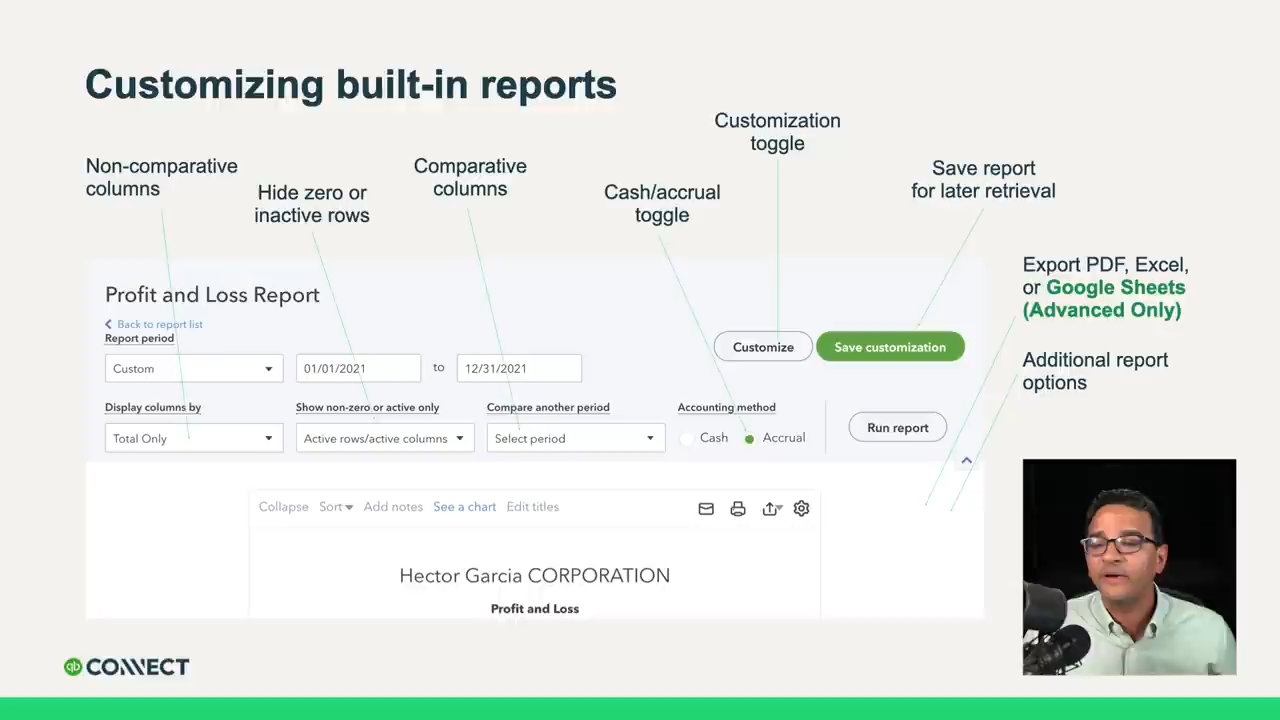 Customizing built-in reports
Customization
toggle
Non-comparative
columns
Hide zero or
inactive rows
Comparative
columns
Cash/accrual
toggle
Save report
for later retrieval
Export PDF, Excel,
or Google Sheets
(Advanced Only)
Additional report
options
Profit and Loss Report
Back to report list
Report period
Custom
01/01/2021
to
12/31/2021
Customize
Save customization
Display columns by
Total Only
Show non-zero or active only
Active rows/active columns
Compare another period
Select period
Accounting method
Cash
Accrual
Run report
Collapse Sort Add notes See a chart Edit titles
Hector Garcia CORPORATION
Profit and Loss
qb CONNECT